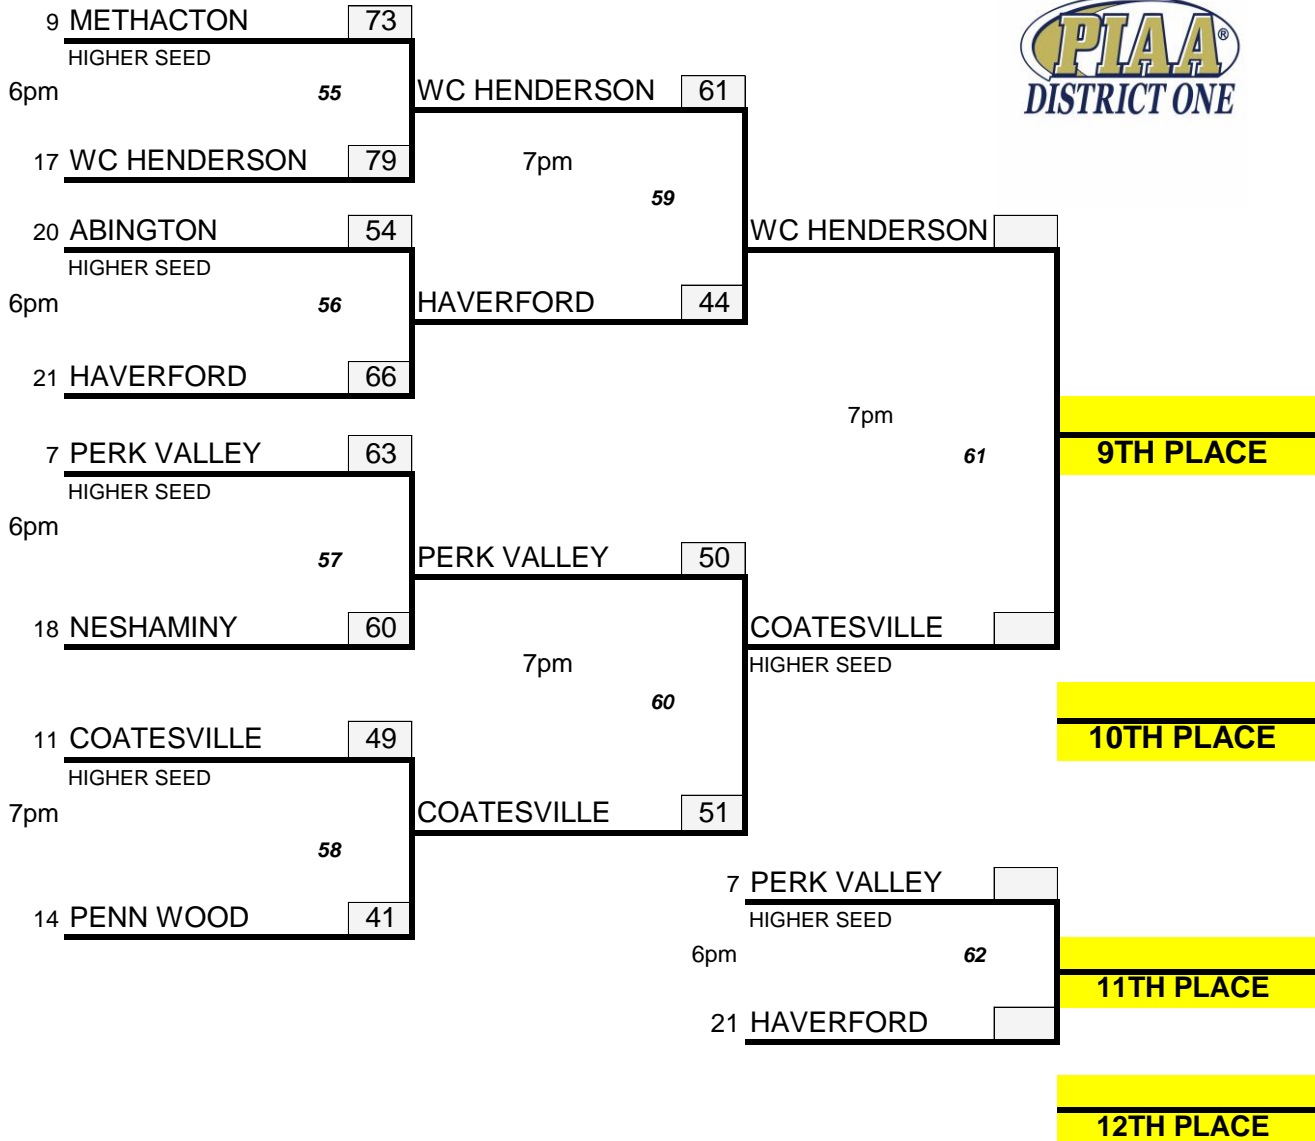 9 METHACTON 73
HIGHER SEED
6pm 55
17 WC HENDERSON 79
20 ABINGTON 54
HIGHER SEED
6pm 56
21 HAVERFORD 66
7 PERK VALLEY 63
HIGHER SEED
6pm
57
18 NESHAMINY 60
11 COATESVILLE 49
HIGHER SEED
7pm
58
14 PENN WOOD 41
WC HENDERSON 61
7pm
59
HAVERFORD 44
PERK VALLEY 50
7pm
60
COATESVILLE 51
WC HENDERSON
7pm
61
COATESVILLE
HIGHER SEED
7 PERK VALLEY
HIGHER SEED
6pm 62
21 HAVERFORD
PIAA®
DISTRICT ONE
9TH PLACE
10TH PLACE
11TH PLACE
12TH PLACE